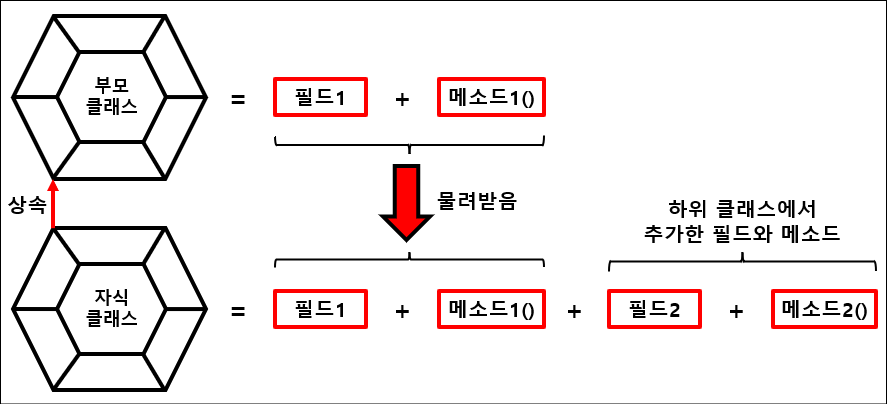 부모
클래스
= 필드1 + 메소드1()
상속
물려받음
하위 클래스에서
추가한 필드와 메소드
자식
클래스
= 필드1 + 메소드1() + 필드2 + 메소드2()